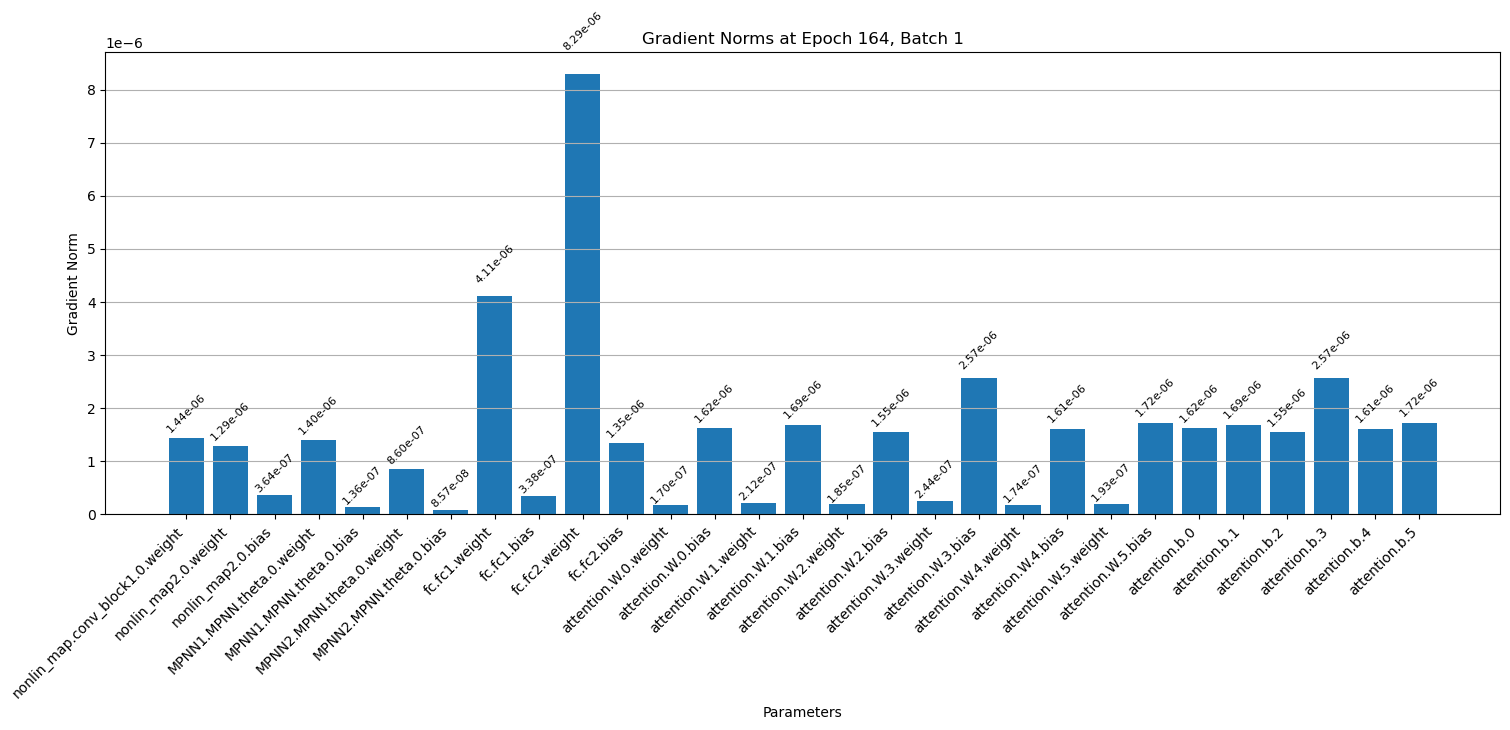 Gradient Norms at Epoch 164, Batch 1
1e−6
Gradient Norm
8
7
6
5
4
3
2
1
0
1.44e-06
1.29e-06
3.64e-07
1.40e-06
1.36e-07
8.60e-07
8.57e-08
4.11e-06
3.38e-07
8.29e-06
1.35e-06
1.70e-07
1.62e-06
2.12e-07
1.69e-06
1.85e-07
1.55e-06
2.44e-07
2.57e-06
1.74e-07
1.61e-06
1.93e-07
1.72e-06
1.62e-06
1.69e-06
1.55e-06
2.57e-06
1.61e-06
1.72e-06
nonlin_map.conv_block1.0.weight
nonlin_map2.0.weight
nonlin_map2.0.bias
MPNN1.MPNN.theta.0.weight
MPNN1.MPNN.theta.0.bias
MPNN2.MPNN.theta.0.weight
MPNN2.MPNN.theta.0.bias
fc.fc1.weight
fc.fc1.bias
fc.fc2.weight
fc.fc2.bias
attention.W.0.weight
attention.W.0.bias
attention.W.1.weight
attention.W.1.bias
attention.W.2.weight
attention.W.2.bias
attention.W.3.weight
attention.W.3.bias
attention.W.4.weight
attention.W.4.bias
attention.W.5.weight
attention.W.5.bias
attention.b.0
attention.b.1
attention.b.2
attention.b.3
attention.b.4
attention.b.5
Parameters